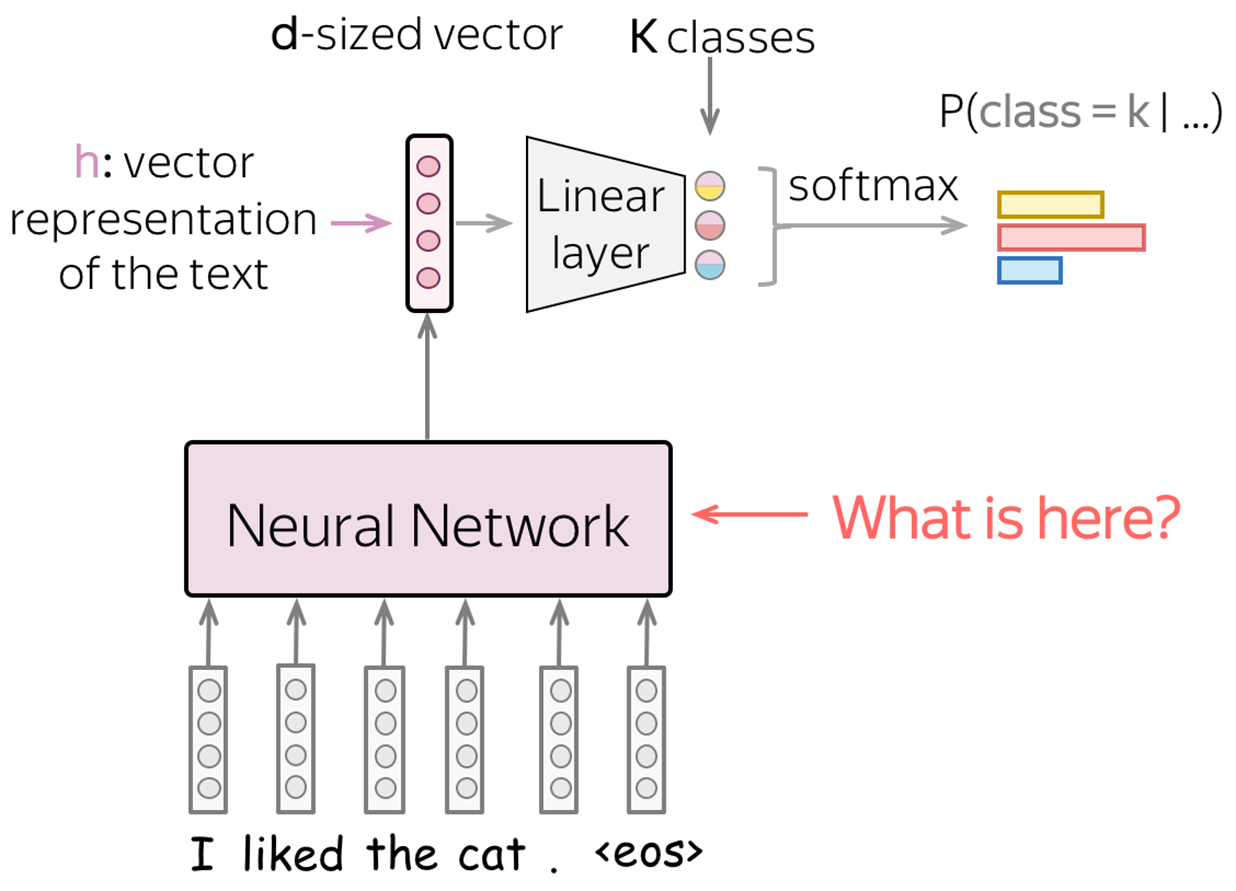 d-sized vector
K classes
P(class = k | ...)
h: vector
representation
of the text
Linear
layer
softmax
Neural Network
What is here?
I liked the cat . <eos>